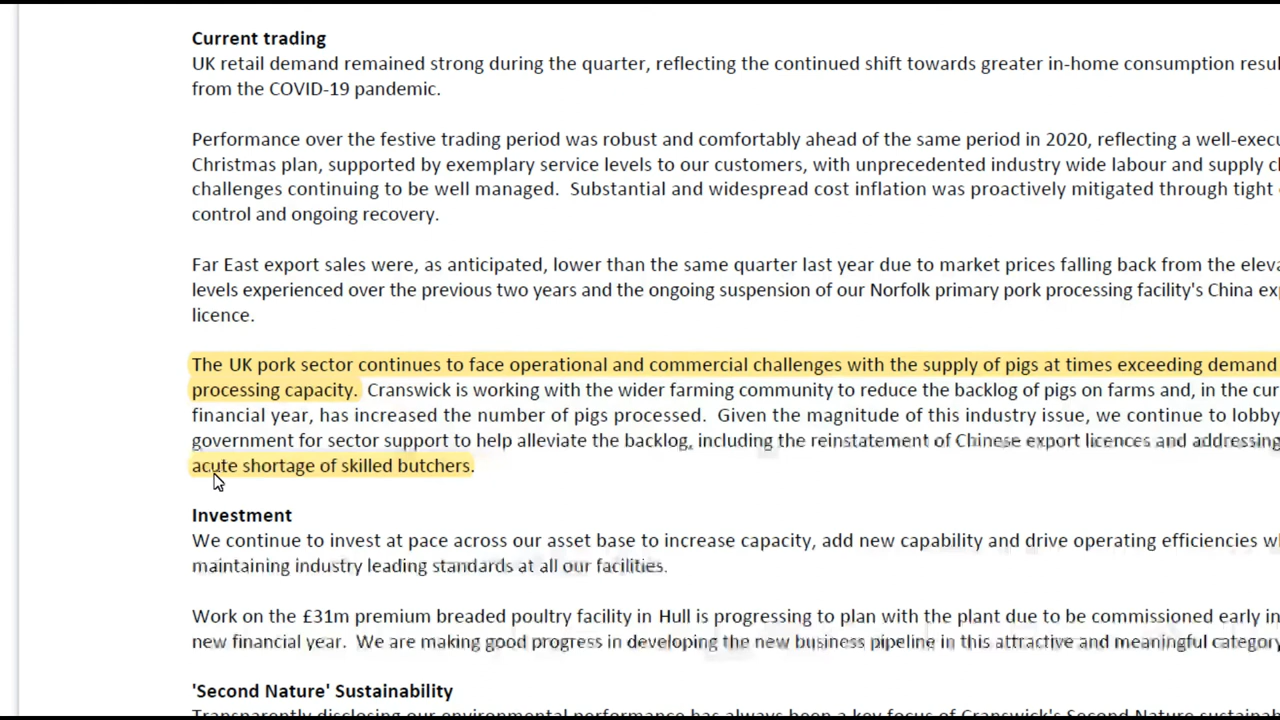 Current trading
UK retail demand remained strong during the quarter, reflecting the continued shift towards greater in-home consumption
from the COVID-19 pandemic.
Performance over the festive trading period was robust and comfortably ahead of the same period in 2020, reflecting a
Christmas plan, supported by exemplary service levels to our customers, with unprecedented industry wide labour and supply
challenges continuing to be well managed. Substantial and widespread cost inflation was proactively mitigated through tight
control and ongoing recovery.
Far East export sales were, as anticipated, lower than the same quarter last year due to market prices falling back from the
levels experienced over the previous two years and the ongoing suspension of our Norfolk primary pork processing facility's China
licence.
The UK pork sector continues to face operational and commercial challenges with the supply of pigs at times exceeding demand
processing capacity. Cranswick is working with the wider farming community to reduce the backlog of pigs on farms and, in the
financial year, has increased the number of pigs processed. Given the magnitude of this industry issue, we continue to lobby
government for sector support to help alleviate the backlog, including the reinstatement of Chinese export licences and addressing
acute shortage of skilled butchers.
Investment
We continue to invest at pace across our asset base to increase capacity, add new capability and drive operating efficiencies
maintaining industry leading standards at all our facilities.
Work on the £31m premium breaded poultry facility in Hull is progressing to plan with the plant due to be commissioned early in
new financial year. We are making good progress in developing the new business pipeline in this attractive and meaningful category
'Second Nature' Sustainability
Transparently disclosing our environmental performance has always been a key focus of Cranswick's Second Nature